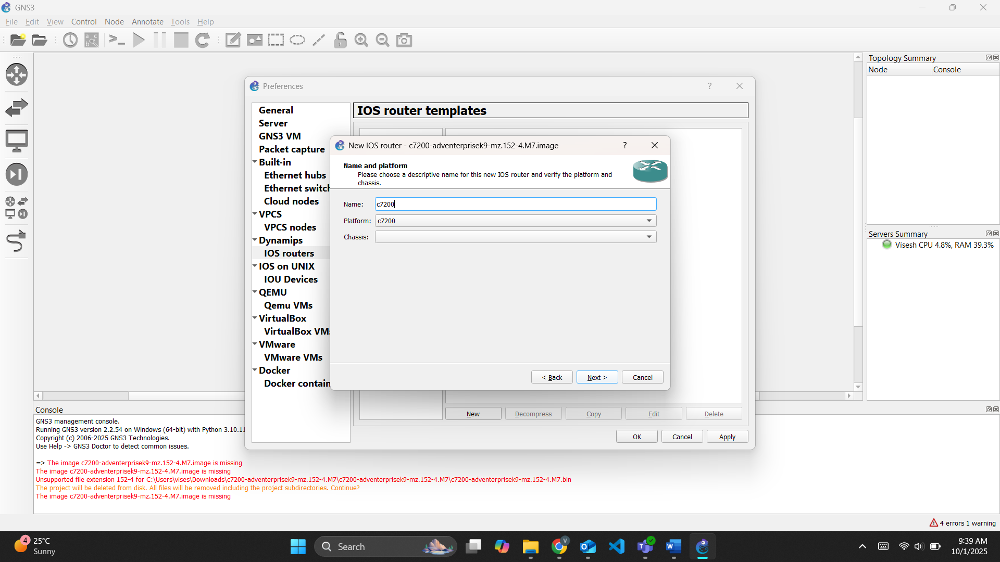 GNS3
File Edit View Control Node Annotate Tools Help
Topology Summary
Node Console
Servers Summary
Visesh CPU 4.8%, RAM 39.3%
Preferences
?
General
Server
GNS3 VM
Packet capture
Built-in
Ethernet hubs
Ethernet switch
Cloud nodes
VPCS
VPCS nodes
Dynamips
IOS routers
IOS on UNIX
IOU Devices
QEMU
Qemu VMs
VirtualBox
VirtualBox VMs
VMware
VMware VMs
Docker
Docker contain
IOS router templates
New IOS router - c7200-adventerprisek9-mz.152-4.M7.image
?
Name and platform
Please choose a descriptive name for this new IOS router and verify the platform and
chassis.
Name: c7200
Platform: c7200
Chassis:
< Back Next > Cancel
New Decompress Copy Edit Delete
OK Cancel Apply
Console
GNS3 management console.
Running GNS3 version 2.2.54 on Windows (64-bit) with Python 3.10.11
Copyright (c) 2006-2025 GNS3 Technologies.
Use Help -> GNS3 Doctor to detect common issues.
=> The image c7200-adventerprisek9-mz.152-4.M7.image is missing
The image c7200-adventerprisek9-mz.152-4.M7.image is missing
Unsupported file extension 152-4 for C:\Users\vises\Downloads\c7200-adventerprisek9-mz.152-4.M7\c7200-adventerprisek9-mz.152-4.M7\c7200-adventerprisek9-mz.152-4.M7.bin
The project will be deleted from disk. All files will be removed including the project subdirectories. Continue?
The image c7200-adventerprisek9-mz.152-4.M7.image is missing
4 errors 1 warning
4
25°C
Sunny
Search
V
9:39 AM
10/1/2025